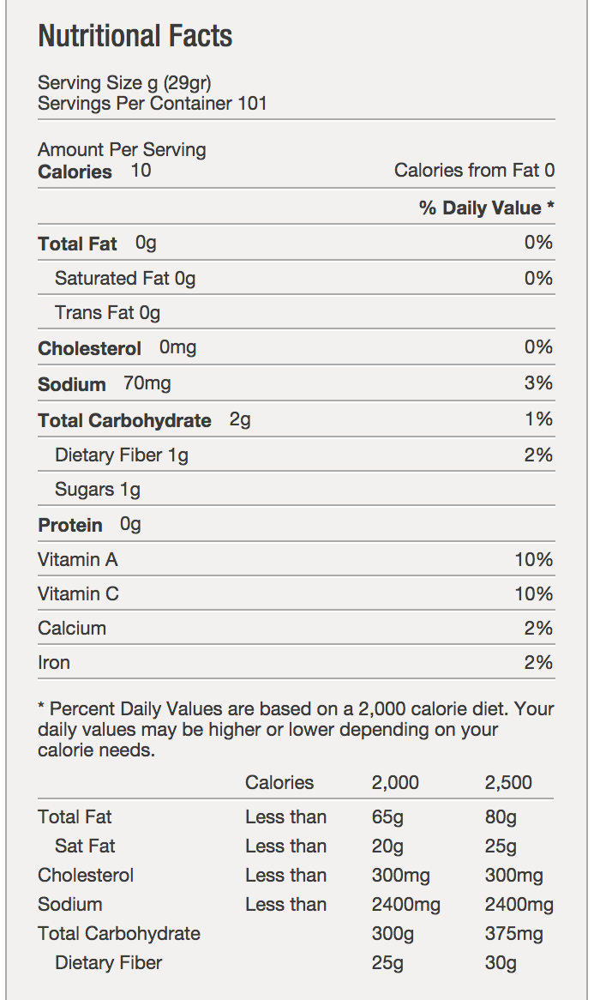 Nutritional Facts
Serving Size g (29gr)
Servings Per Container 101
Amount Per Serving
Calories 10 Calories from Fat 0
% Daily Value *
Total Fat 0g 0%
Saturated Fat 0g 0%
Trans Fat 0g
Cholesterol 0mg 0%
Sodium 70mg 3%
Total Carbohydrate 2g 1%
Dietary Fiber 1g 2%
Sugars 1g
Protein 0g
Vitamin A 10%
Vitamin C 10%
Calcium 2%
Iron 2%
* Percent Daily Values are based on a 2,000 calorie diet. Your
daily values may be higher or lower depending on your
calorie needs.
Calories 2,000 2,500
Total Fat Less than 65g 80g
Sat Fat Less than 20g 25g
Cholesterol Less than 300mg 300mg
Sodium Less than 2400mg 2400mg
Total Carbohydrate 300g 375mg
Dietary Fiber 25g 30g